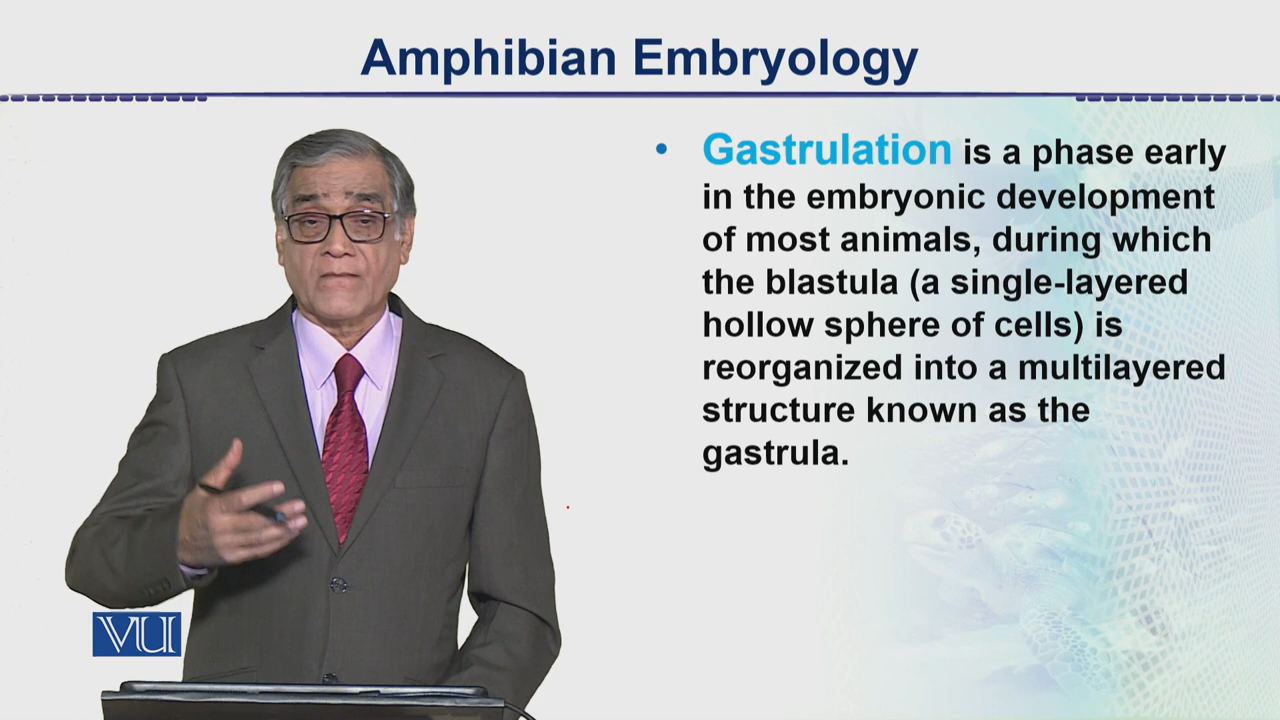 Amphibian Embryology
• Gastrulation is a phase early
in the embryonic development
of most animals, during which
the blastula (a single-layered
hollow sphere of cells) is
reorganized into a multilayered
structure known as the
gastrula.
VU